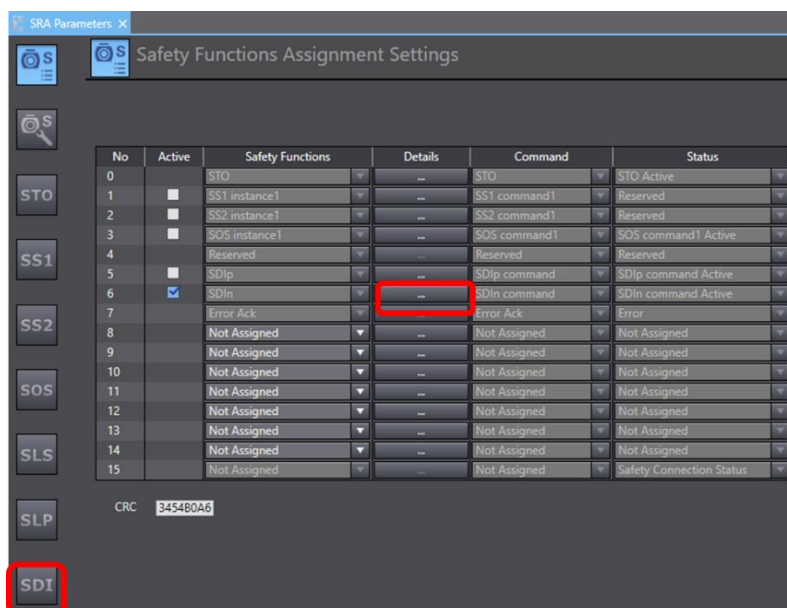 SRA Parameters ×
S
Safety Functions Assignment Settings
S
S
STO
SS1
SS2
SOS
SLS
SLP
SDI
No Active Safety Functions Details Command Status
0 STO ... STO STO Active
1 SS1 instance1 ... SS1 command1 Reserved
2 SS2 instance1 ... SS2 command1 Reserved
3 SOS instance1 ... SOS command1 SOS command1 Active
4 Reserved ... Reserved Reserved
5 SDIp ... SDIp command SDIp command Active
6 SDIn ... SDIn command SDIn command Active
7 Error Ack ... Error Ack Error
8 Not Assigned ... Not Assigned Not Assigned
9 Not Assigned ... Not Assigned Not Assigned
10 Not Assigned ... Not Assigned Not Assigned
11 Not Assigned ... Not Assigned Not Assigned
12 Not Assigned ... Not Assigned Not Assigned
13 Not Assigned ... Not Assigned Not Assigned
14 Not Assigned ... Not Assigned Not Assigned
15 Not Assigned ... Not Assigned Safety Connection Status
CRC 3454B0A6